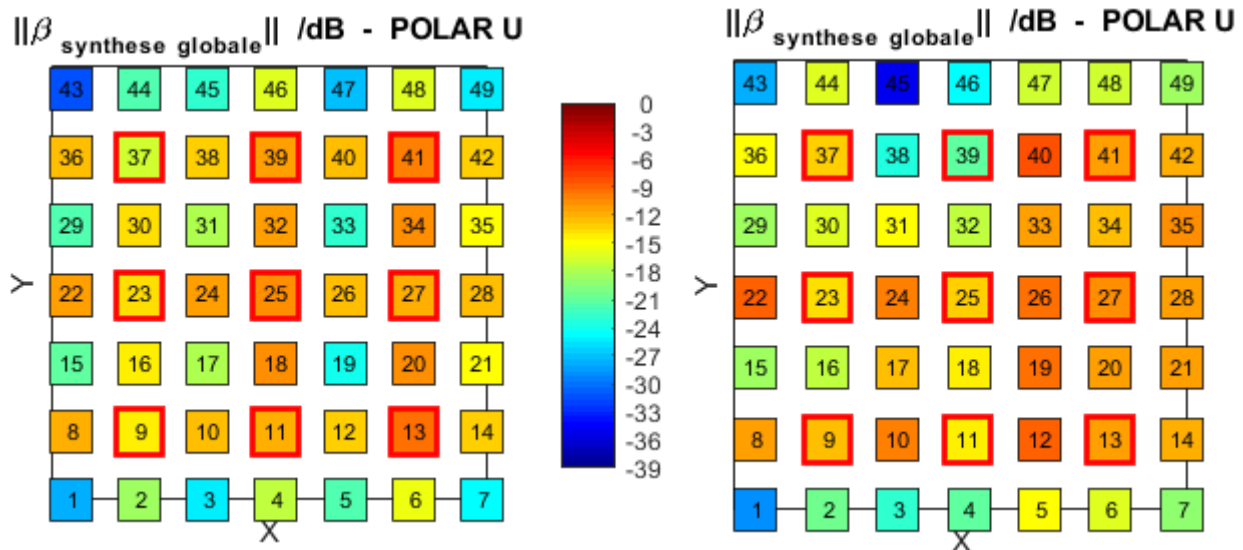 ||β synthese globale|| /dB - POLAR U
43 44 45 46 47 48 49
36 37 38 39 40 41 42
29 30 31 32 33 34 35
22 23 24 25 26 27 28
15 16 17 18 19 20 21
8 9 10 11 12 13 14
1 2 3 4 5 6 7
X
Y
0
-3
-6
-9
-12
-15
-18
-21
-24
-27
-30
-33
-36
-39
||β synthese globale|| /dB - POLAR U
43 44 45 46 47 48 49
36 37 38 39 40 41 42
29 30 31 32 33 34 35
22 23 24 25 26 27 28
15 16 17 18 19 20 21
8 9 10 11 12 13 14
1 2 3 4 5 6 7
X
Y